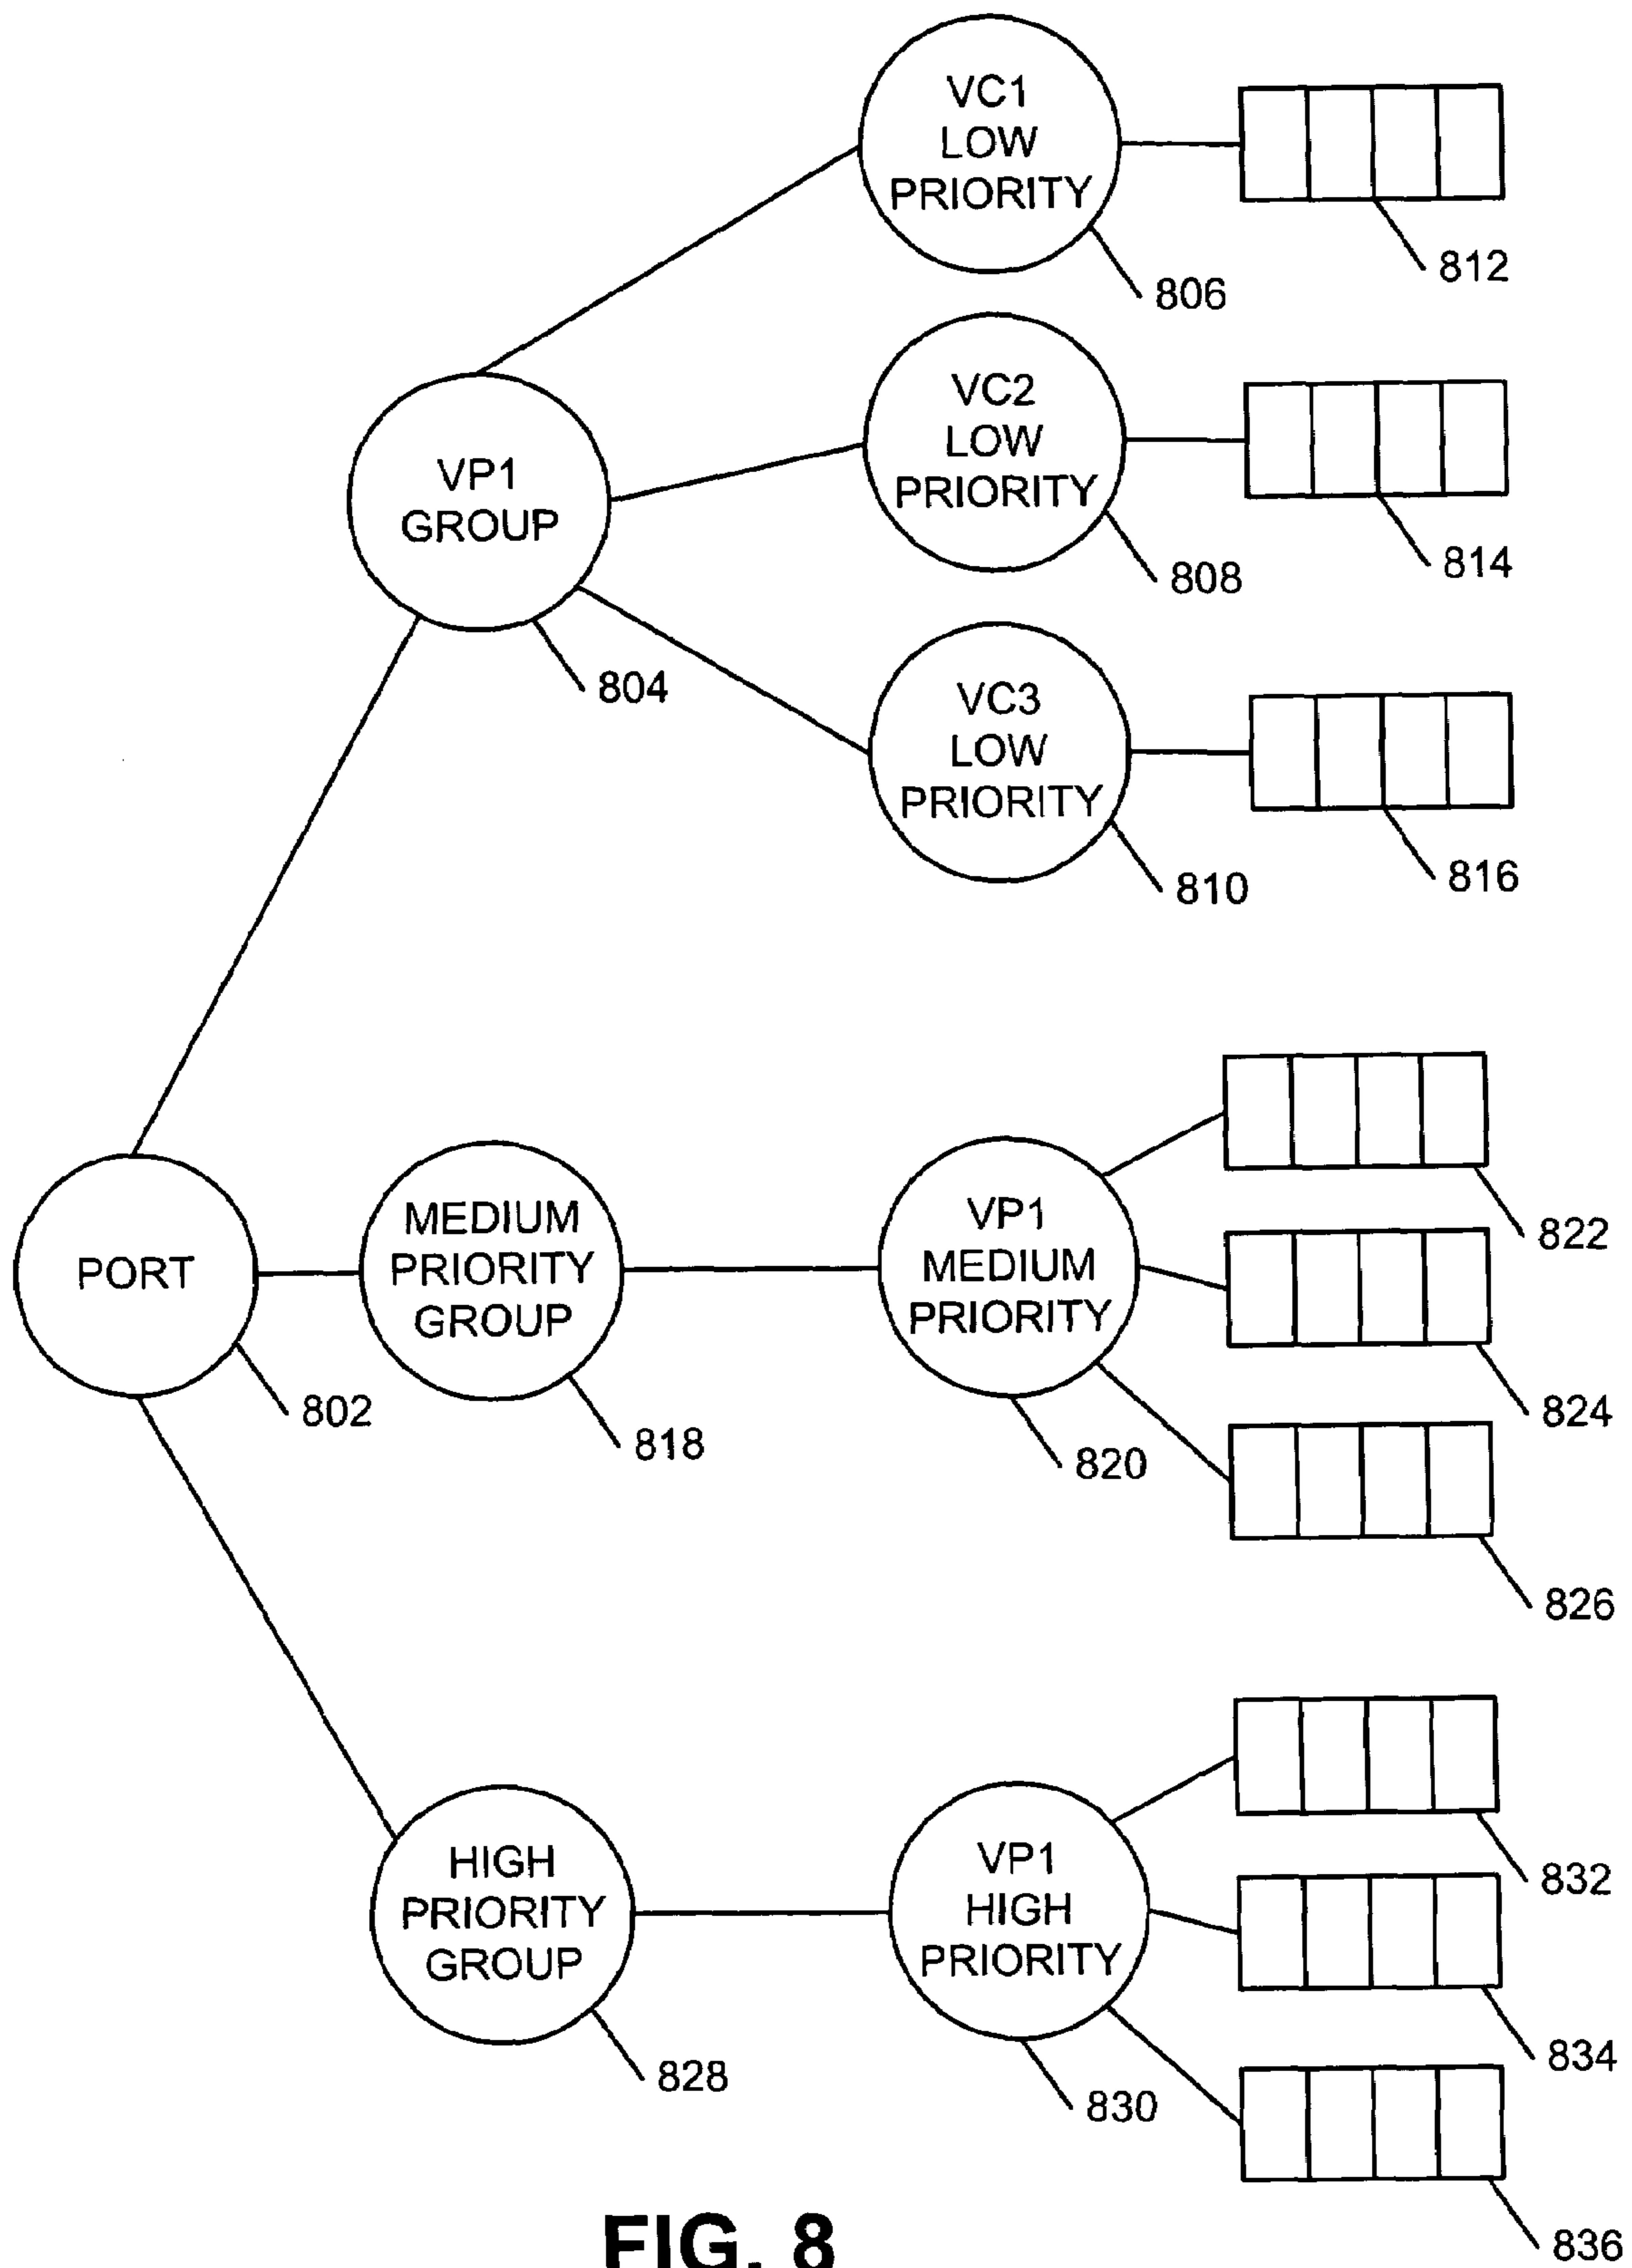 VC1
LOW
PRIORITY
812
806
VC2
LOW
PRIORITY
VP1
GROUP
814
808
804
VC3
LOW
PRIORITY
816
810
PORT
802
MEDIUM
PRIORITY
GROUP
818
VP1
MEDIUM
PRIORITY
820
822
824
826
HIGH
PRIORITY
GROUP
828
VP1
HIGH
PRIORITY
830
832
834
836
FIG. 8